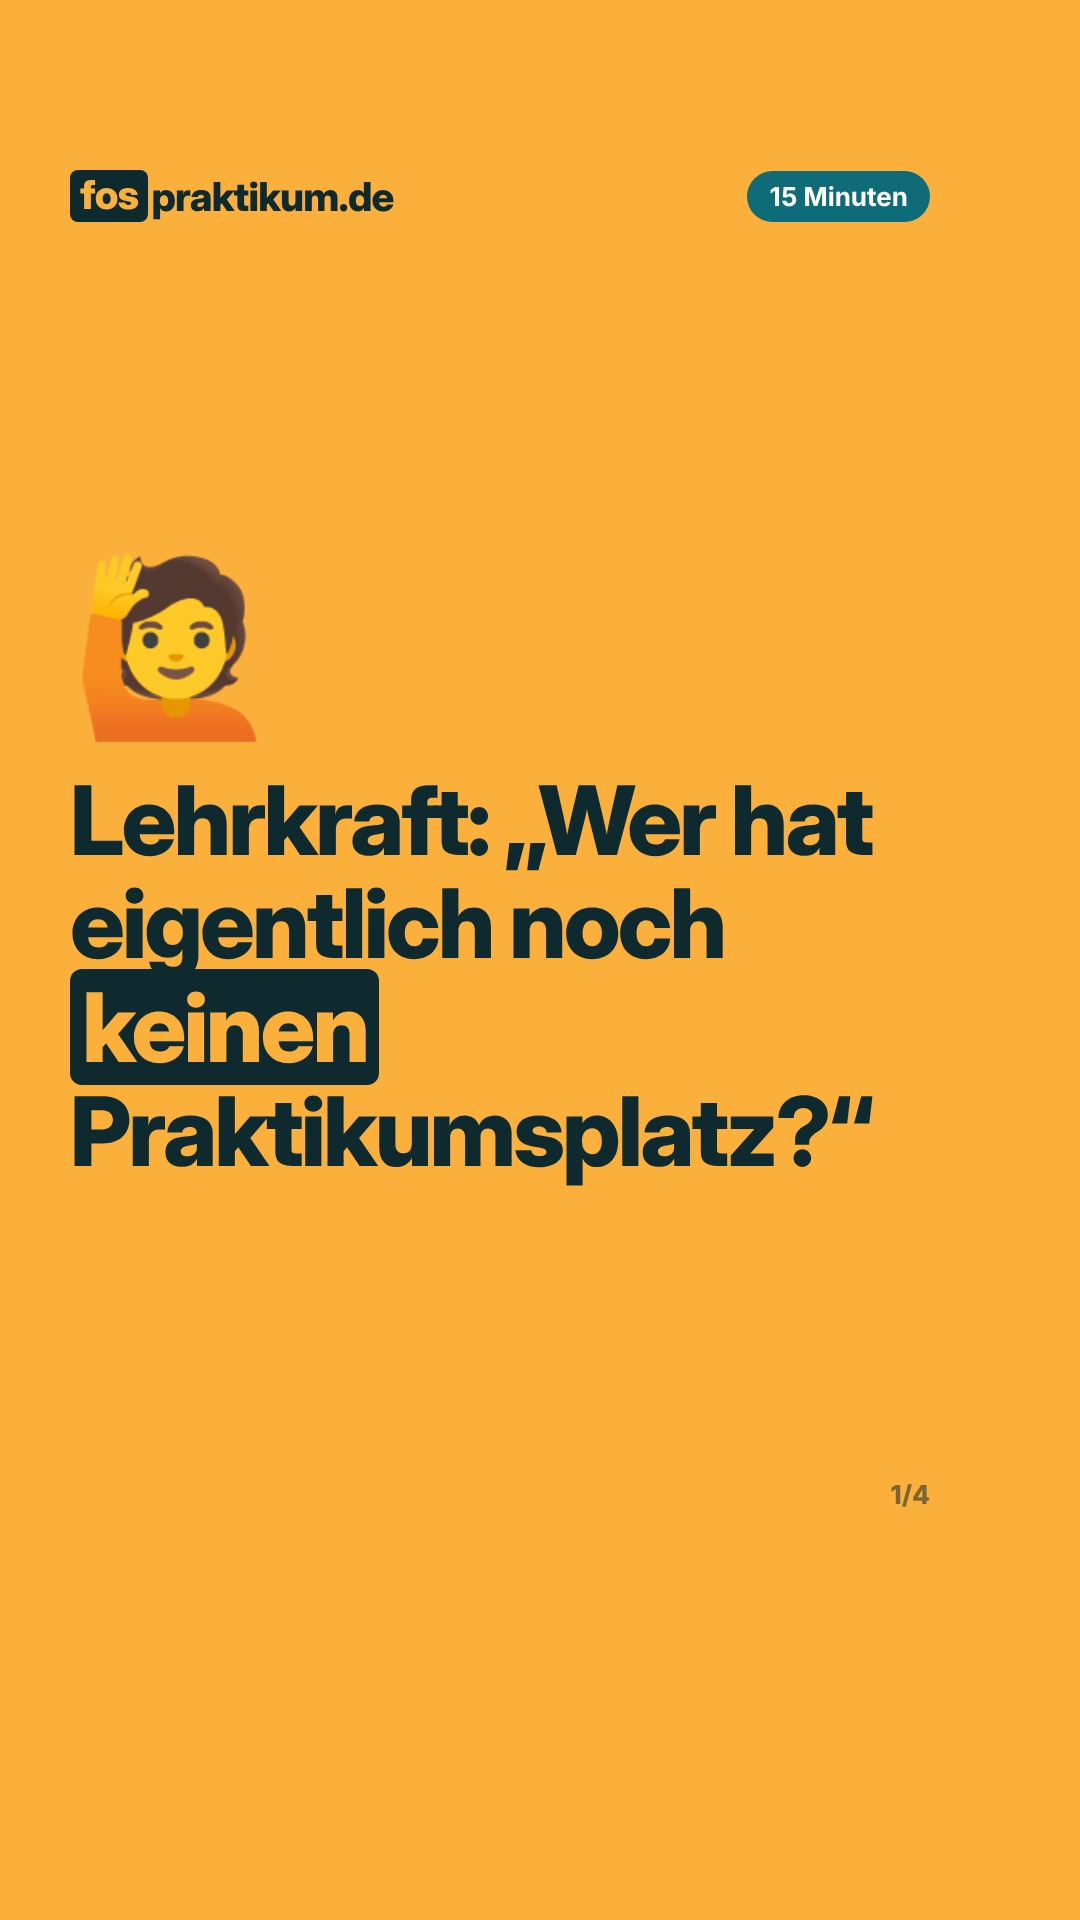 fospraktikum.de
15 Minuten
Lehrkraft: „Wer hat
eigentlich noch
keinen
Praktikumsplatz?“
1/4